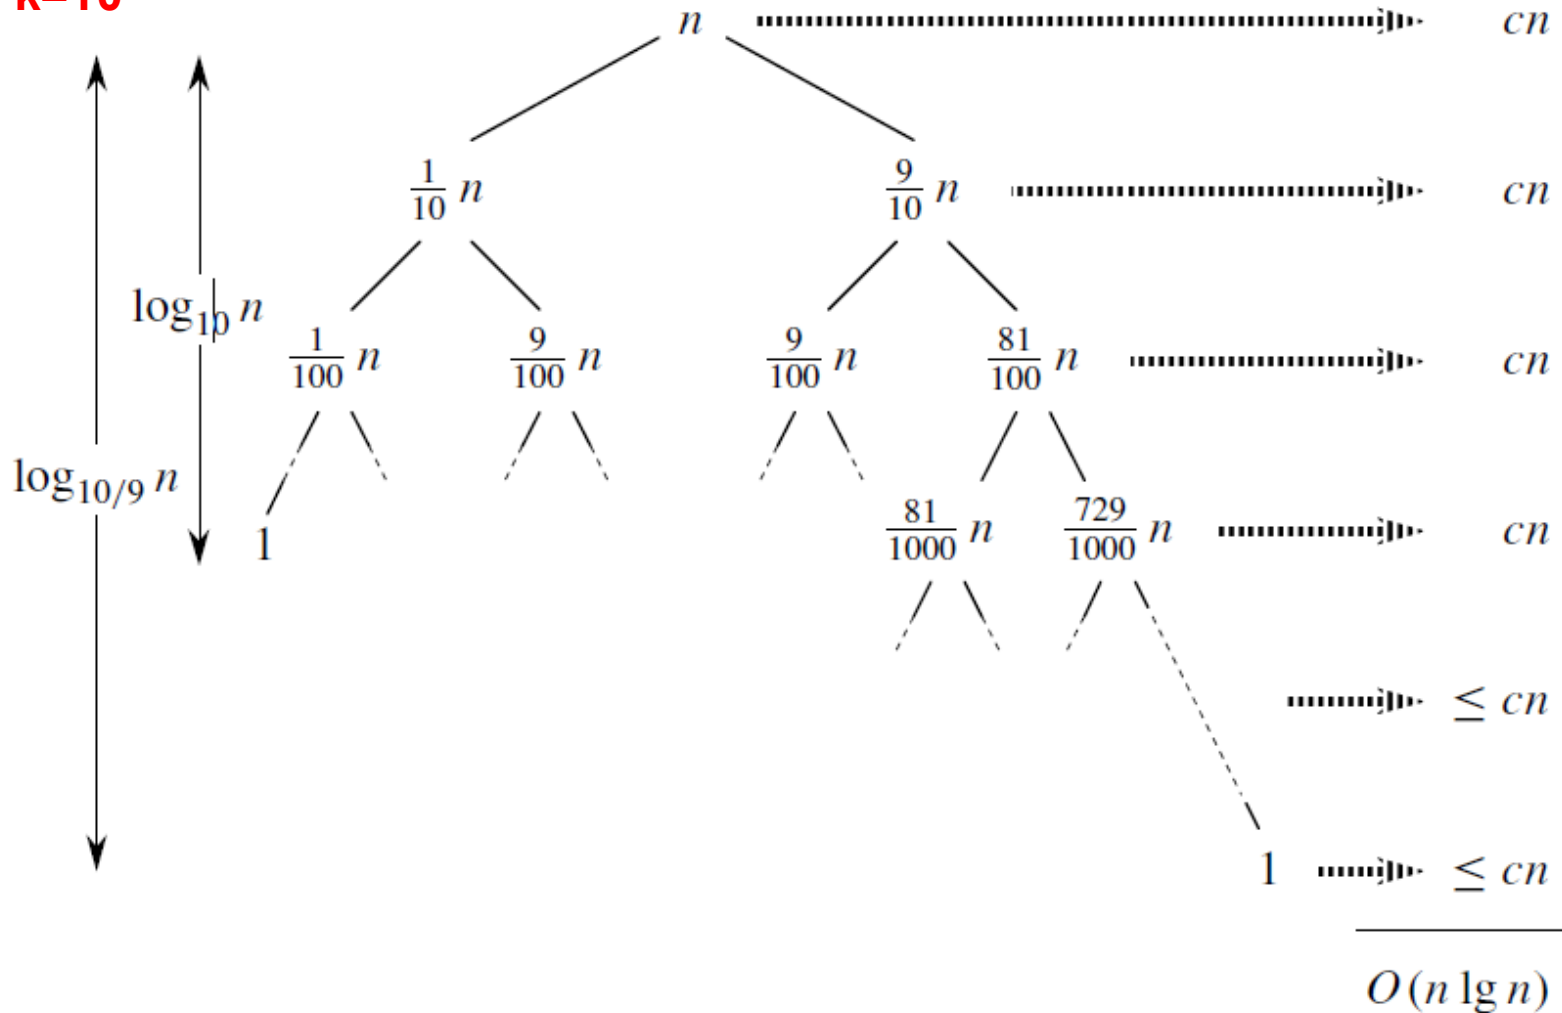 k=10
n cn
1/10 n 9/10 n cn
log₁₀ n
1/100 n 9/100 n 9/100 n 81/100 n cn
log₁₀/₉ n
1 81/1000 n 729/1000 n cn
≤ cn
1 ≤ cn
O(n lg n)